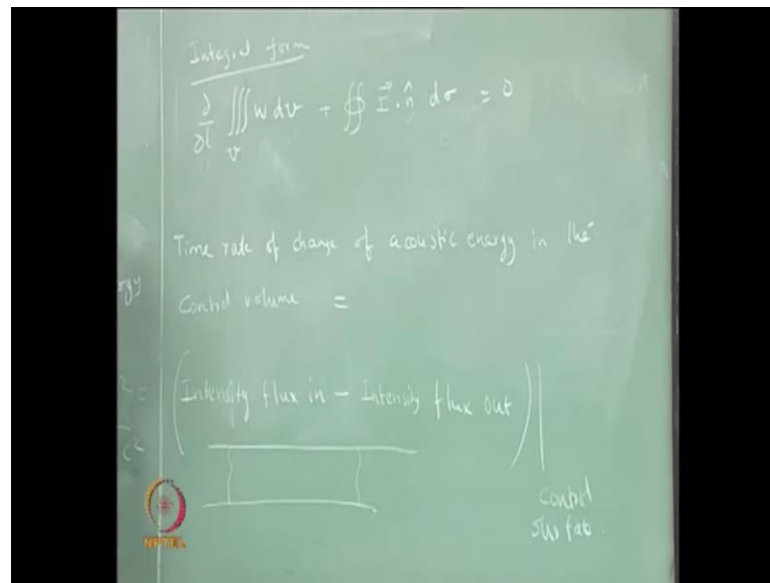 Integral form
∂/∂t ∭ W dv + ∯ I⃗ . n̂ dσ = 0
v
Time rate of change of acoustic energy in the
Control volume =
(Intensity flux in – Intensity flux out)|
control
surface.
NPTEL